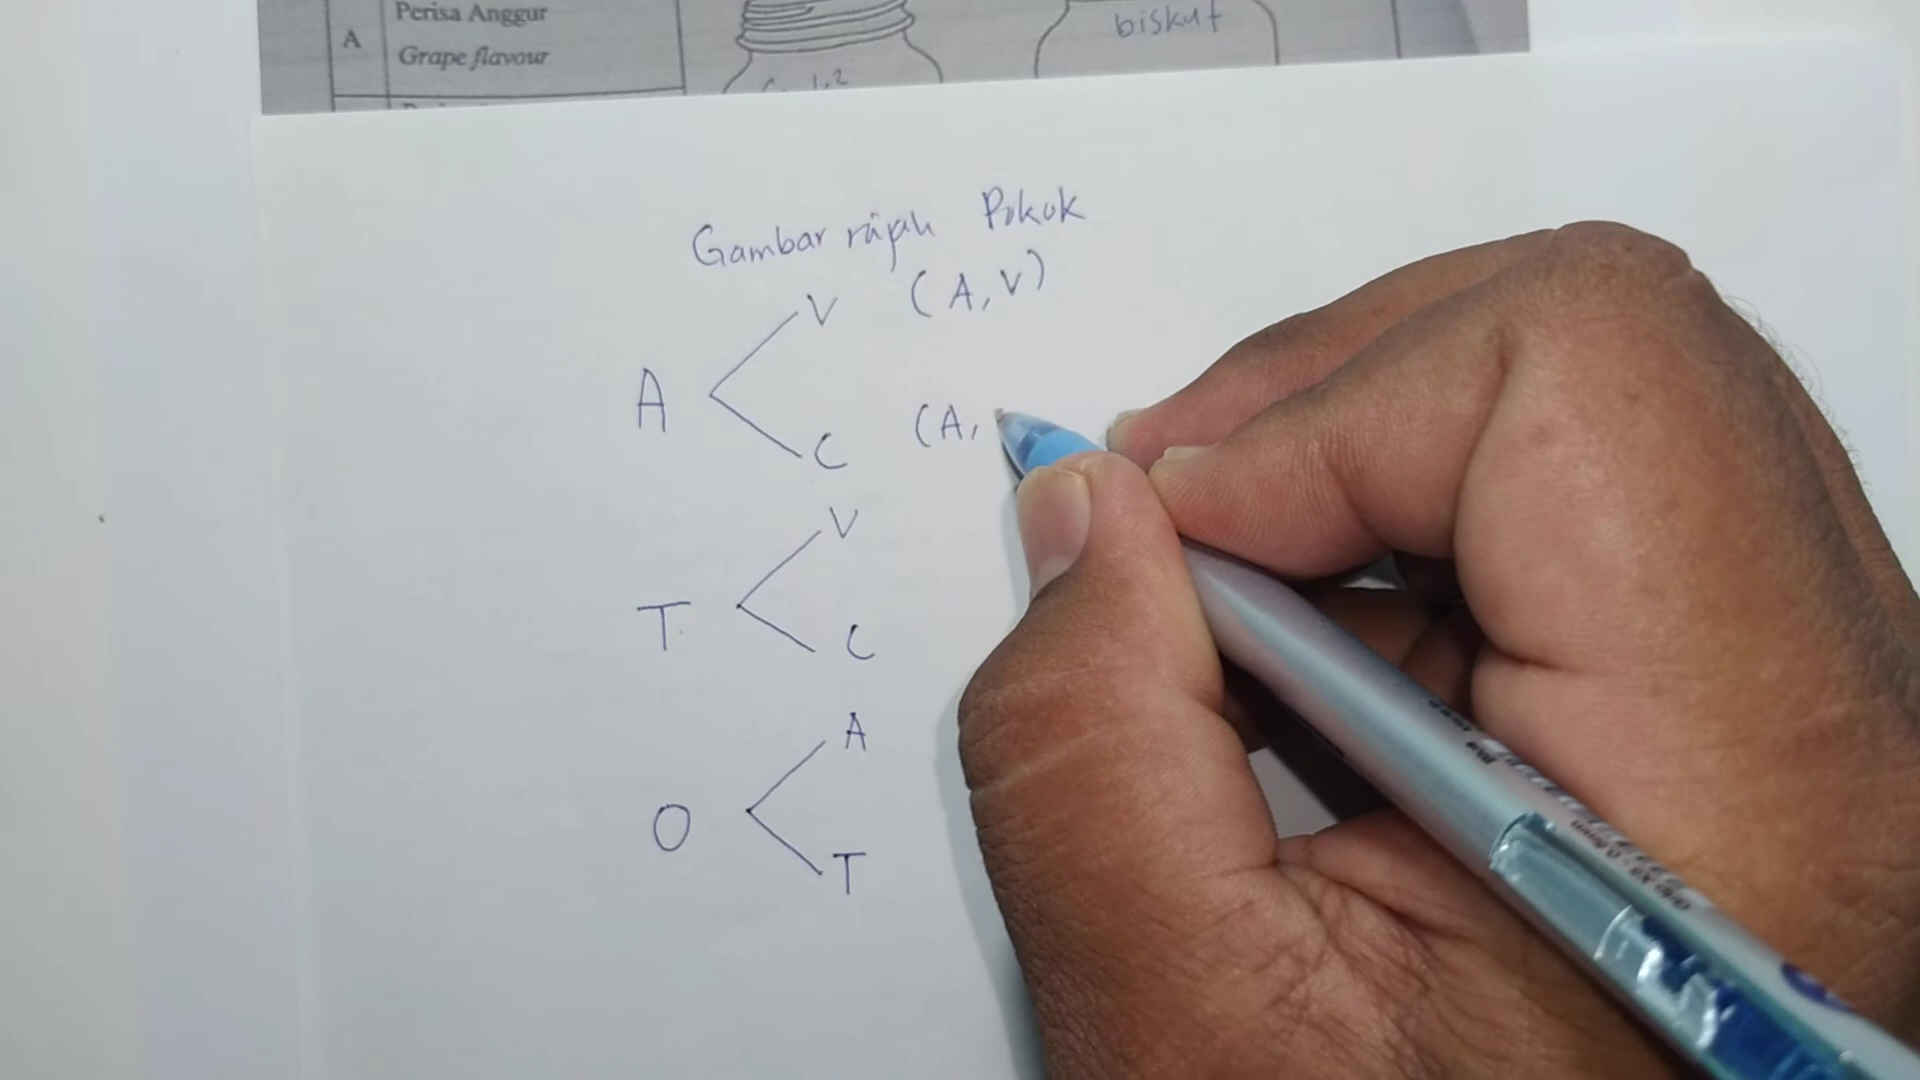 Perisa Anggur
A
Grape flavour
biskut
Gambar rajah Pokok
V (A, V)
A
C (A,
V
T
C
A
O
T